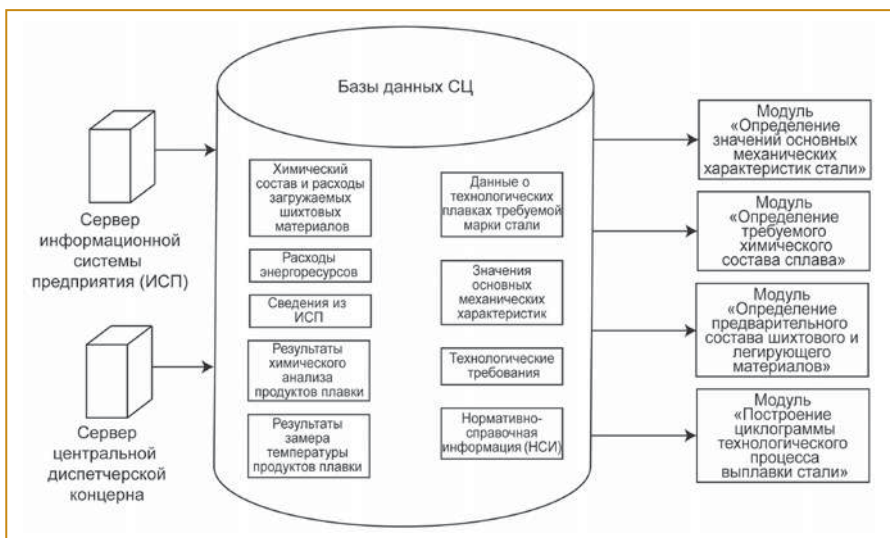 Базы данных СЦ
Сервер
информационной
системы
предприятия (ИСП)
Сервер
центральной
диспетчерской
концерна
Химический
состав и расходы
загружаемых
шихтовых
материалов
Расходы
энергоресурсов
Сведения из
ИСП
Результаты
химического
анализа
продуктов плавки
Результаты
замера
температуры
продуктов плавки
Данные о
технологических
плавках требуемой
марки стали
Значения
основных
механических
характеристик
Технологические
требования
Нормативно-
справочная
информация (НСИ)
Модуль
«Определение
значений основных
механических
характеристик стали»
Модуль
«Определение
требуемого
химического
состава сплава»
Модуль
«Определение
предварительного
состава шихтового и
легирующего
материалов»
Модуль
«Построение
циклограммы
технологического
процесса
выплавки стали»